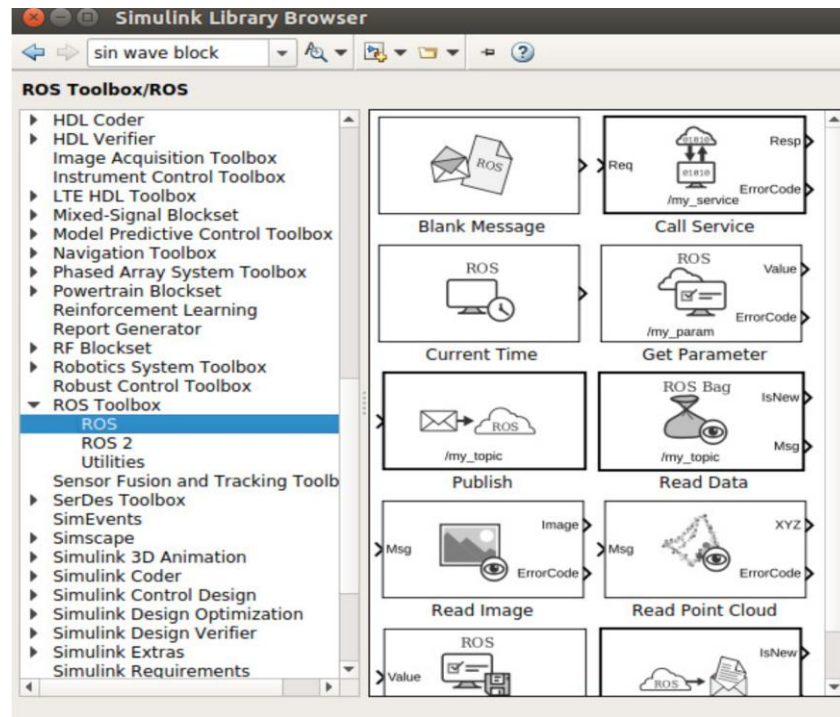 Simulink Library Browser
sin wave block
ROS Toolbox/ROS
HDL Coder
HDL Verifier
Image Acquisition Toolbox
Instrument Control Toolbox
LTE HDL Toolbox
Mixed-Signal Blockset
Model Predictive Control Toolbox
Navigation Toolbox
Phased Array System Toolbox
Powertrain Blockset
Reinforcement Learning
Report Generator
RF Blockset
Robotics System Toolbox
Robust Control Toolbox
ROS Toolbox
ROS
ROS 2
Utilities
Sensor Fusion and Tracking Toolb
SerDes Toolbox
SimEvents
Simscape
Simulink 3D Animation
Simulink Coder
Simulink Control Design
Simulink Design Optimization
Simulink Design Verifier
Simulink Extras
Simulink Requirements
ROS
Blank Message
01010
Resp
Req
01010
ErrorCode
/my_service
Call Service
ROS
Current Time
ROS
Value
ErrorCode
/my_param
Get Parameter
ROS
/my_topic
Publish
ROS Bag
IsNew
Msg
/my_topic
Read Data
Image
Msg
ErrorCode
Read Image
XYZ
Msg
ErrorCode
Read Point Cloud
ROS
Value
IsNew
ROS